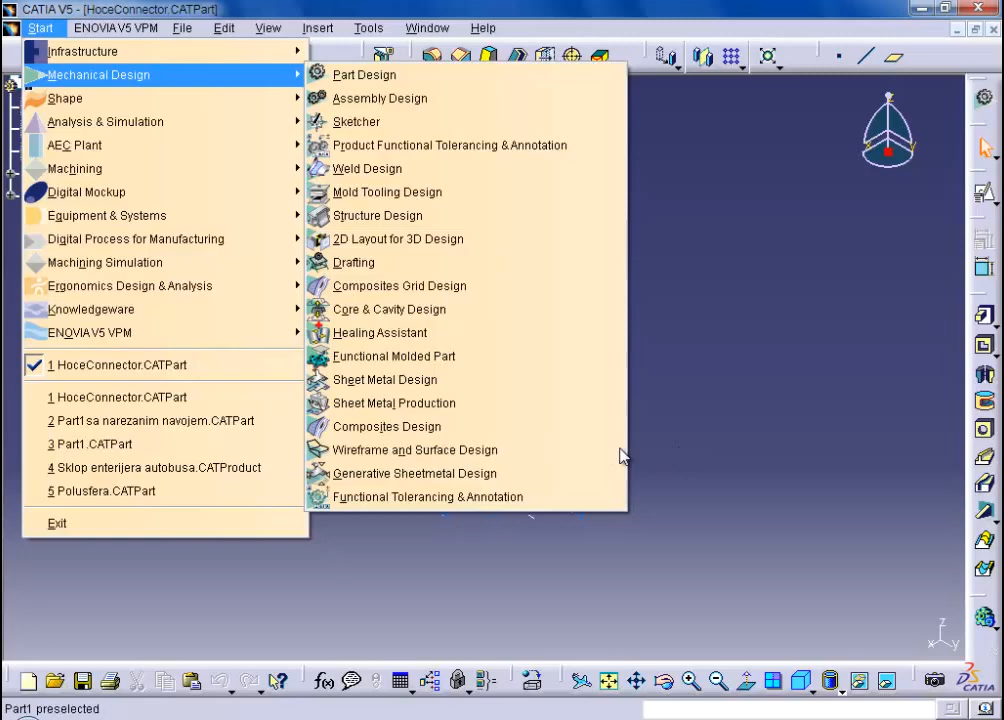 CATIA V5 - [HoceConnector.CATPart]
Start ENOVIA V5 VPM File Edit View Insert Tools Window Help
Infrastructure
Mechanical Design
Shape
Analysis & Simulation
AEC Plant
Machining
Digital Mockup
Equipment & Systems
Digital Process for Manufacturing
Machining Simulation
Ergonomics Design & Analysis
Knowledgeware
ENOVIA V5 VPM
1 HoceConnector.CATPart
1 HoceConnector.CATPart
2 Part1 sa narezanim navojem.CATPart
3 Part1.CATPart
4 Sklop enterijera autobusa.CATProduct
5 Polusfera.CATPart
Exit
Part Design
Assembly Design
Sketcher
Product Functional Tolerancing & Annotation
Weld Design
Mold Tooling Design
Structure Design
2D Layout for 3D Design
Drafting
Composites Grid Design
Core & Cavity Design
Healing Assistant
Functional Molded Part
Sheet Metal Design
Sheet Metal Production
Composites Design
Wireframe and Surface Design
Generative Sheetmetal Design
Functional Tolerancing & Annotation
z
x y
f(x)
CATIA
Part1 preselected